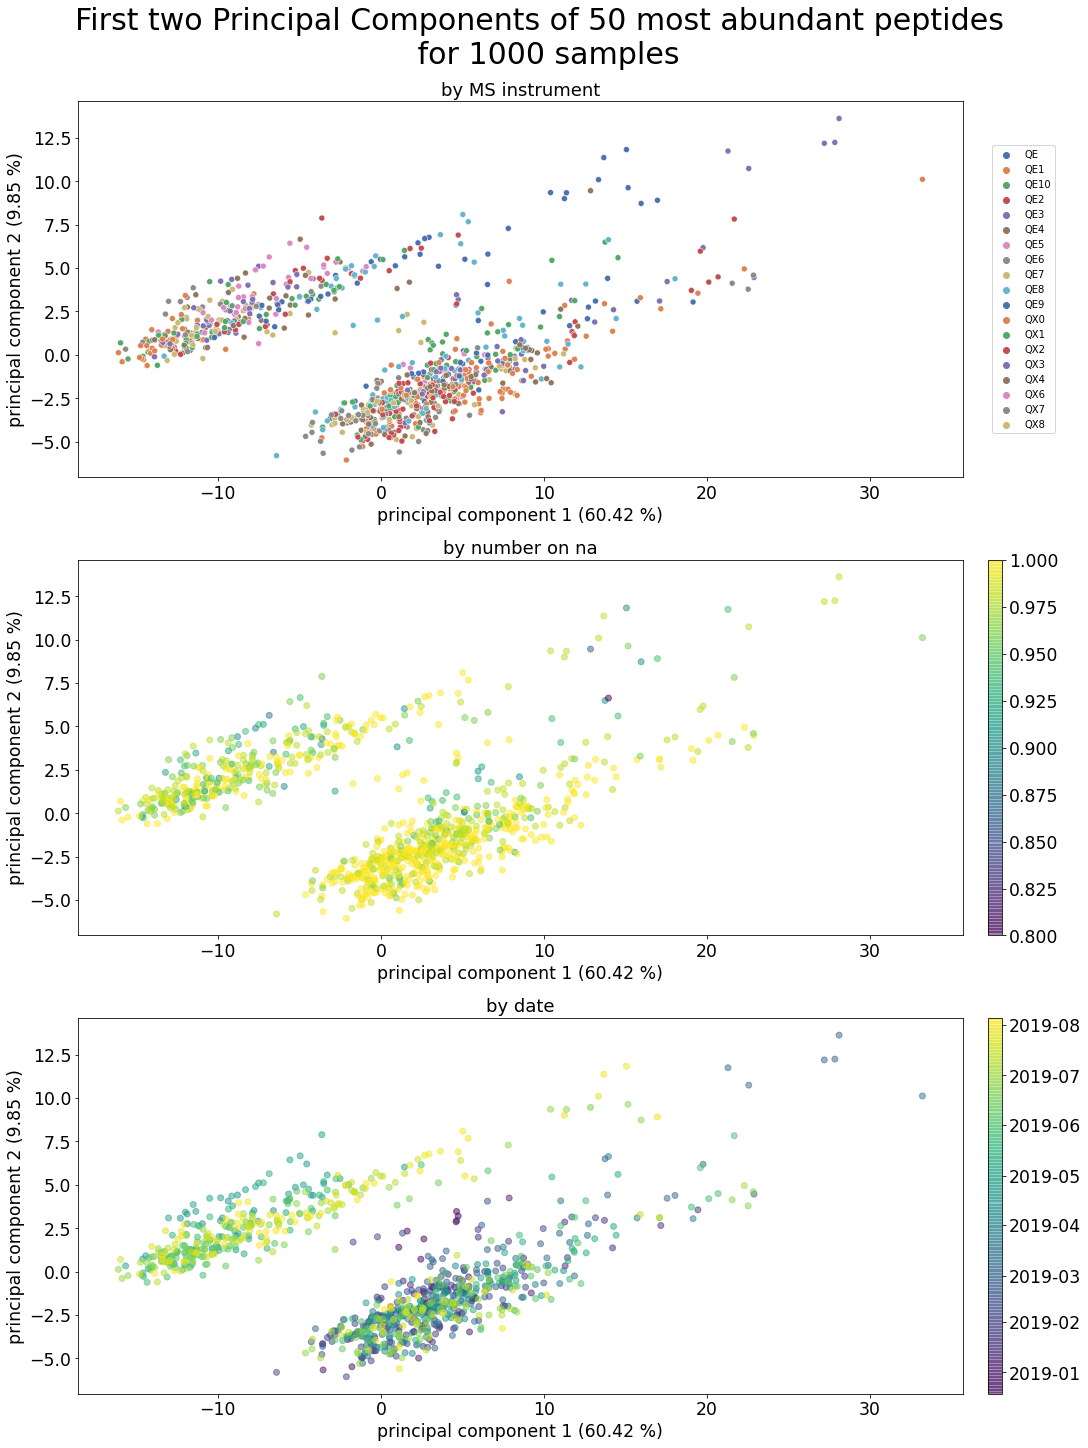 First two Principal Components of 50 most abundant peptides
for 1000 samples
by MS instrument
12.5
10.0
7.5
5.0
2.5
0.0
−2.5
−5.0
principal component 2 (9.85 %)
−10
0
10
20
30
principal component 1 (60.42 %)
QE
QE1
QE10
QE2
QE3
QE4
QE5
QE6
QE7
QE8
QE9
QX0
QX1
QX2
QX3
QX4
QX6
QX7
QX8
by number on na
12.5
10.0
7.5
5.0
2.5
0.0
−2.5
−5.0
principal component 2 (9.85 %)
−10
0
10
20
30
principal component 1 (60.42 %)
1.000
0.975
0.950
0.925
0.900
0.875
0.850
0.825
0.800
by date
12.5
10.0
7.5
5.0
2.5
0.0
−2.5
−5.0
principal component 2 (9.85 %)
−10
0
10
20
30
principal component 1 (60.42 %)
2019-08
2019-07
2019-06
2019-05
2019-04
2019-03
2019-02
2019-01